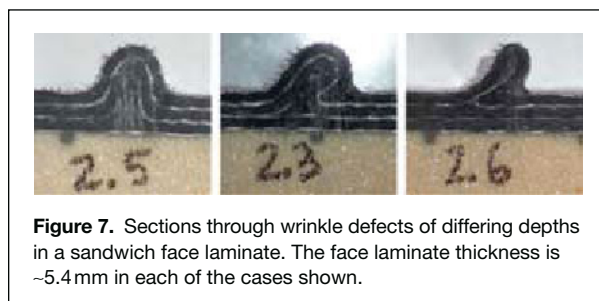 2.5 2.3 2.6
Figure 7. Sections through wrinkle defects of differing depths
in a sandwich face laminate. The face laminate thickness is
~5.4 mm in each of the cases shown.